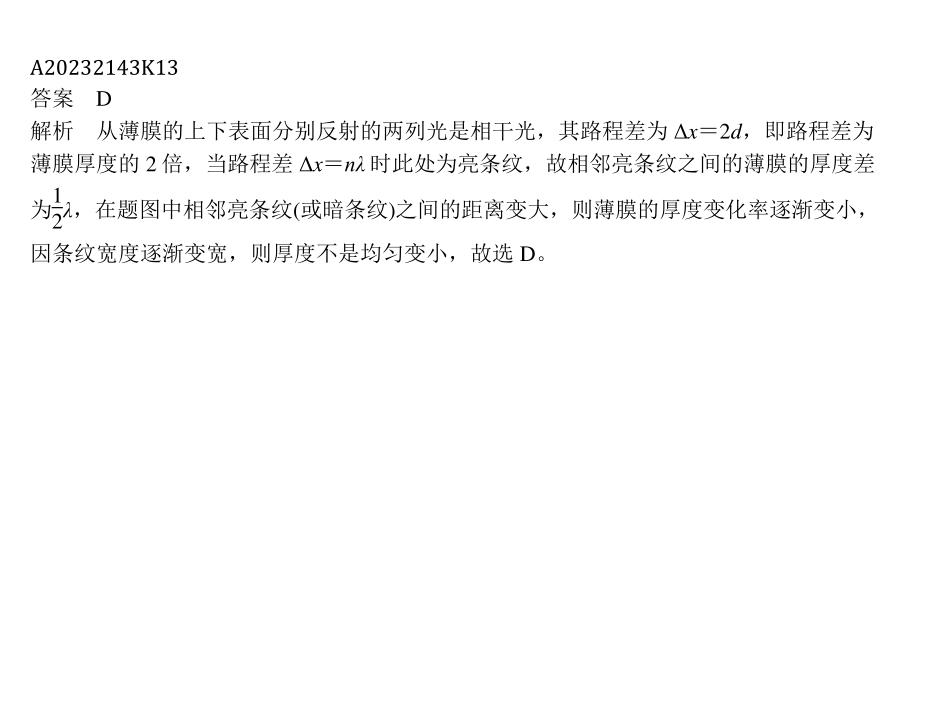 A20232143K13
答案 D
解析 从薄膜的上下表面分别反射的两列光是相干光，其路程差为 Δx＝2d，即路程差为
薄膜厚度的 2 倍，当路程差 Δx＝nλ 时此处为亮条纹，故相邻亮条纹之间的薄膜的厚度差
为1/2λ，在题图中相邻亮条纹(或暗条纹)之间的距离变大，则薄膜的厚度变化率逐渐变小，
因条纹宽度逐渐变宽，则厚度不是均匀变小，故选 D。